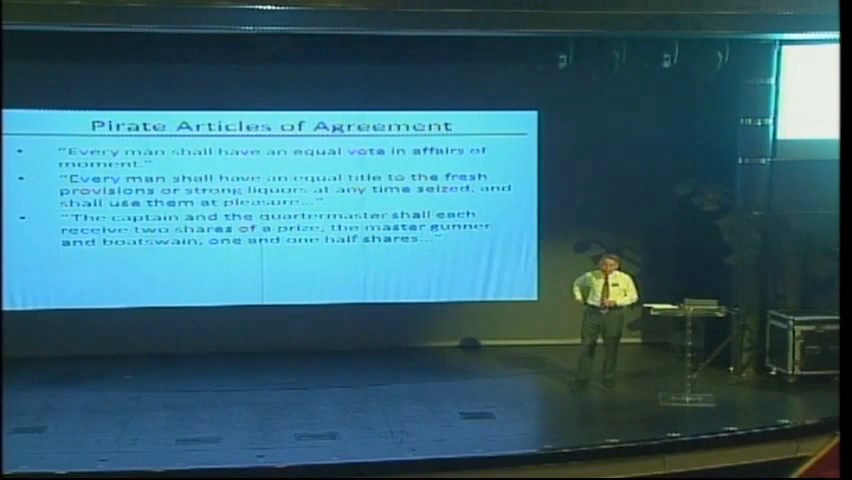 Pirate Articles of Agreement
• "Every man shall have an equal vote in affairs of
moment."
• "Every man shall have an equal title to the fresh
provisions or strong liquors at any time seized, and
shall use them at pleasure..."
• "The captain and the quartermaster shall each
receive two shares of a prize, the master gunner
and boatswain, one and one half shares..."